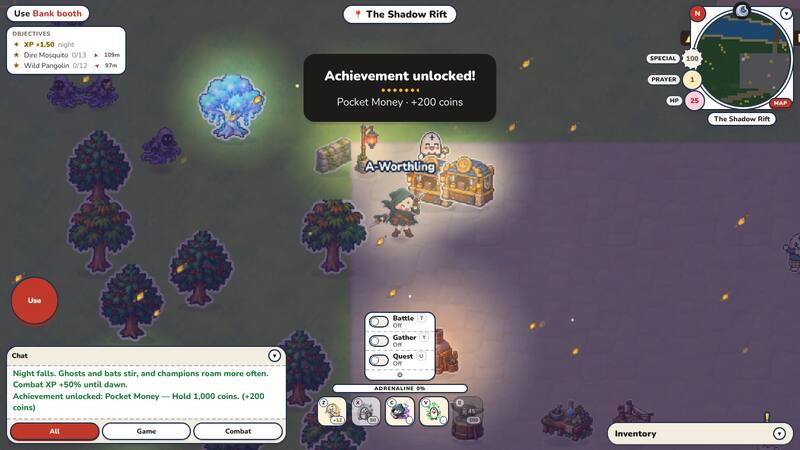 Use Bank booth
OBJECTIVES
XP ×1.50 night
Dire Mosquito 0/13 109m
Wild Pangolin 0/12 97m
The Shadow Rift
Achievement unlocked!
Pocket Money · +200 coins
N
SPECIAL 100
PRAYER 1
HP 25
MAP
The Shadow Rift
A-Worthling
Use
Battle T
Off
Gather Y
Off
Quest U
Off
ADRENALINE 0%
Z
+12
X
50
C
V
B
45
100
Chat
Night falls. Ghosts and bats stir, and champions roam more often.
Combat XP +50% until dawn.
Achievement unlocked: Pocket Money — Hold 1,000 coins. (+200
coins)
All
Game
Combat
Inventory